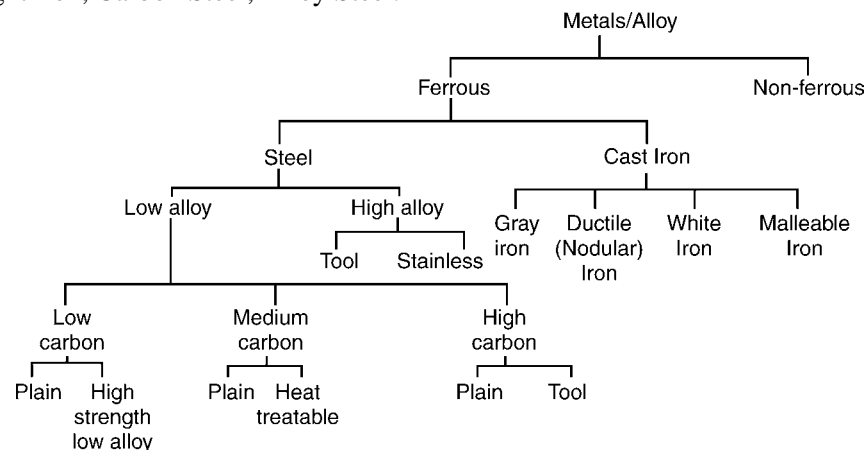 Carbon Steel, Alloy Steel.
Metals/Alloy
Ferrous Non-ferrous
Steel Cast Iron
Low alloy High alloy
Gray iron
Ductile (Nodular) Iron
White Iron
Malleable Iron
Tool Stainless
Low carbon
Medium carbon
High carbon
Plain
High strength low alloy
Plain
Heat treatable
Plain
Tool